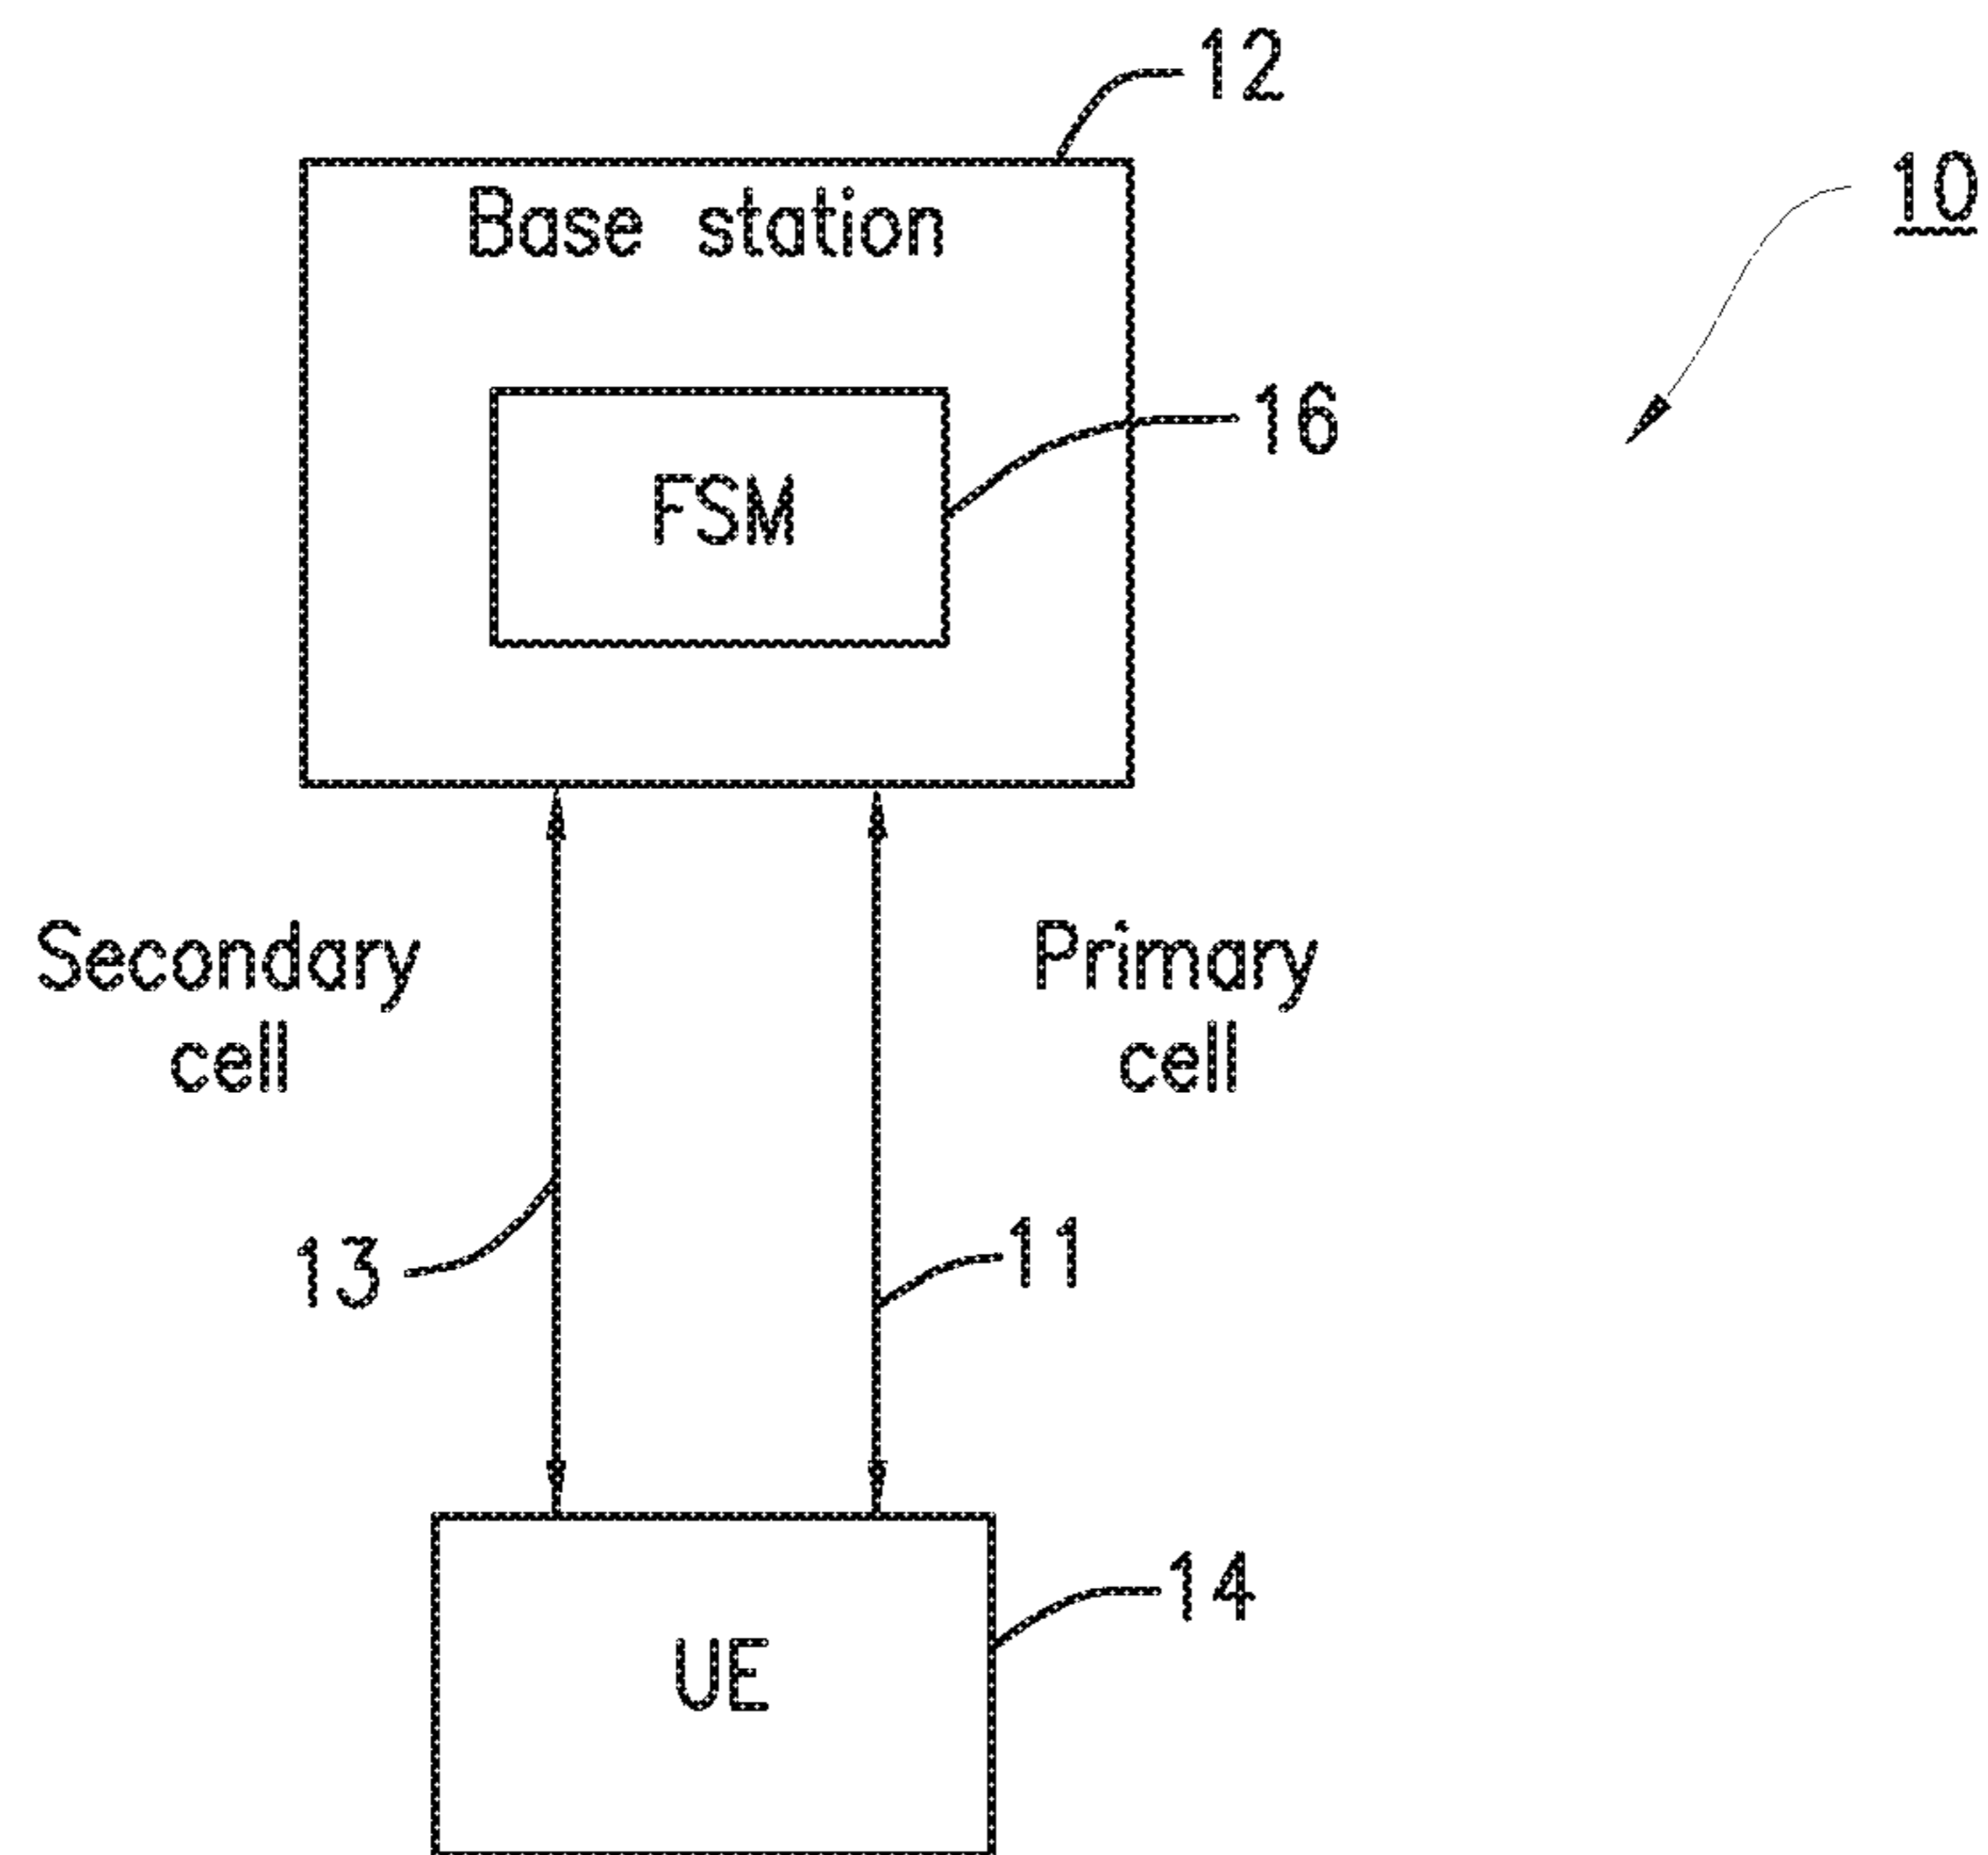 12
10
Base station
16
FSM
Secondary
cell
Primary
cell
13
11
14
UE